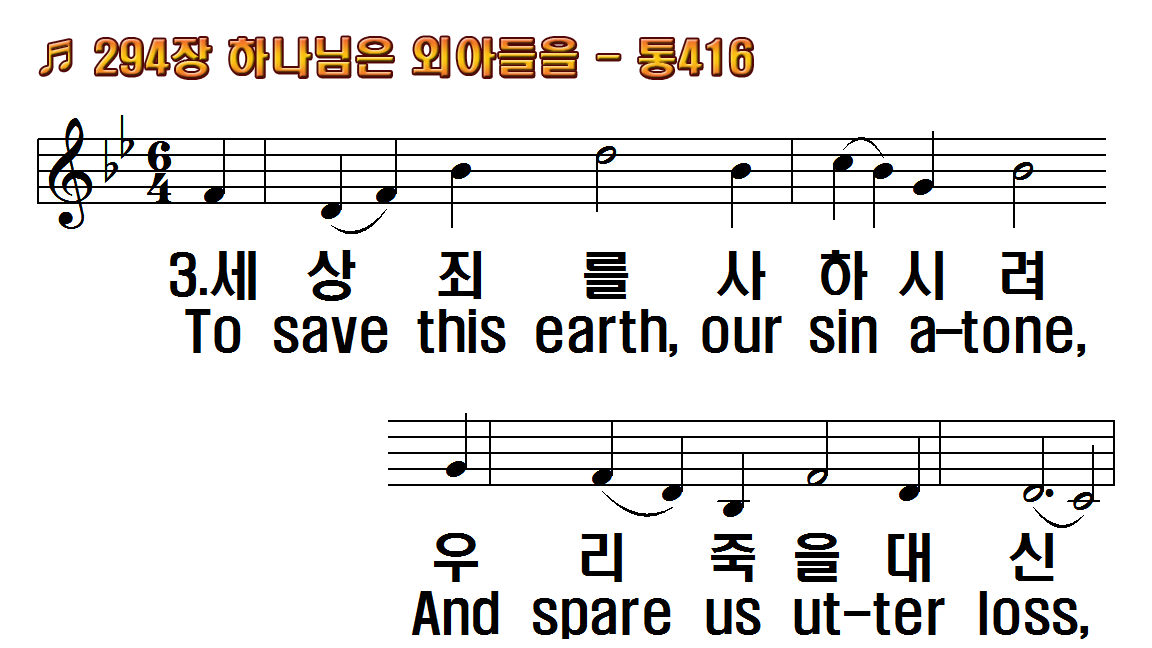 ♬ 294장 하나님은 외아들을 - 통416
6
4
3.세 상 죄 를 사 하 시 려
To save this earth, our sin a-tone,
우 리 죽 을 대 신
And spare us ut-ter loss,